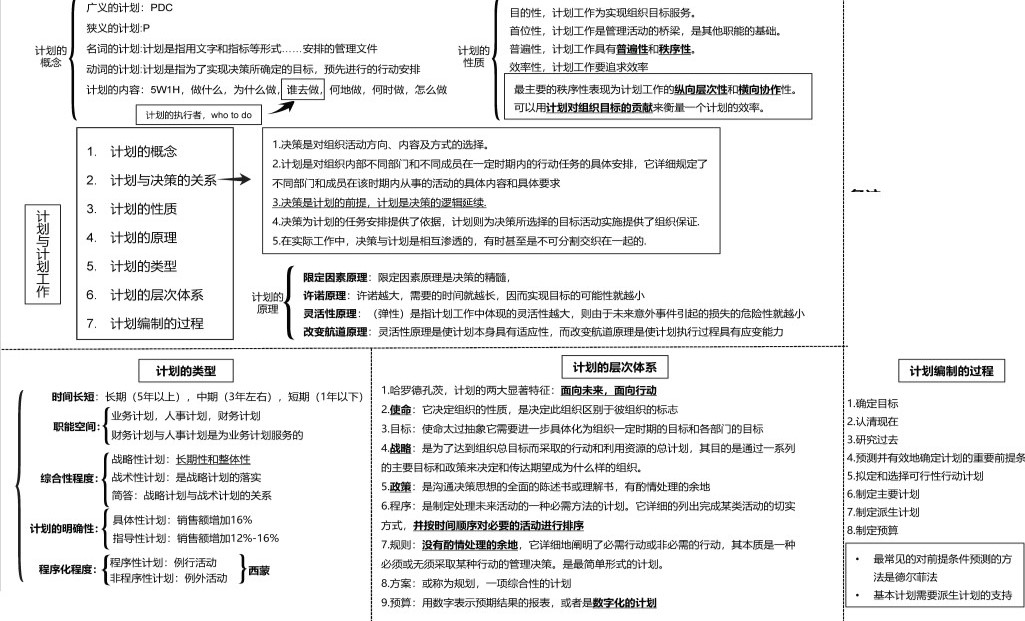 计划的概念
广义的计划：PDC
狭义的计划:P
名词的计划:计划是指用文字和指标等形式……安排的管理文件
动词的计划:计划是指为了实现决策所确定的目标，预先进行的行动安排
计划的内容：5W1H，做什么，为什么做，谁去做，何地做，何时做，怎么做
计划的执行者，who to do
计划的性质
目的性，计划工作为实现组织目标服务。
首位性，计划工作是管理活动的桥梁，是其他职能的基础。
普遍性，计划工作具有普遍性和秩序性。
效率性，计划工作要追求效率
最主要的秩序性表现为计划工作的纵向层次性和横向协作性。
可以用计划对组织目标的贡献来衡量一个计划的效率。
计划与计划工作
1. 计划的概念
2. 计划与决策的关系
3. 计划的性质
4. 计划的原理
5. 计划的类型
6. 计划的层次体系
7. 计划编制的过程
1.决策是对组织活动方向、内容及方式的选择。
2.计划是对组织内部不同部门和不同成员在一定时期内的行动任务的具体安排，它详细规定了
不同部门和成员在该时期内从事的活动的具体内容和具体要求
3.决策是计划的前提，计划是决策的逻辑延续.
4.决策为计划的任务安排提供了依据，计划则为决策所选择的目标活动实施提供了组织保证.
5.在实际工作中，决策与计划是相互渗透的，有时甚至是不可分割交织在一起的.
计划的
原理
限定因素原理：限定因素原理是决策的精髓，
许诺原理：许诺越大，需要的时间就越长，因而实现目标的可能性就越小
灵活性原理：（弹性）是指计划工作中体现的灵活性越大，则由于未来意外事件引起的损失的危险性就越小
改变航道原理：灵活性原理是使计划本身具有适应性，而改变航道原理是使计划执行过程具有应变能力
计划的类型
时间长短：长期（5年以上），中期（3年左右），短期（1年以下）
职能空间：
业务计划，人事计划，财务计划
财务计划与人事计划是为业务计划服务的
综合性程度：
战略性计划：长期性和整体性
战术性计划：是战略计划的落实
简答：战略计划与战术计划的关系
计划的明确性：
具体性计划：销售额增加16%
指导性计划：销售额增加12%-16%
程序化程度：
程序性计划：例行活动
非程序性计划：例外活动
西蒙
计划的层次体系
1.哈罗德孔茨，计划的两大显著特征：面向未来，面向行动
2.使命：它决定组织的性质，是决定此组织区别于彼组织的标志
3.目标：使命太过抽象它需要进一步具体化为组织一定时期的目标和各部门的目标
4.战略：是为了达到组织总目标而采取的行动和利用资源的总计划，其目的是通过一系列
的主要目标和政策来决定和传达期望成为什么样的组织。
5.政策：是沟通决策思想的全面的陈述书或理解书，有酌情处理的余地
6.程序：是制定处理未来活动的一种必需方法的计划。它详细的列出完成某类活动的切实
方式，并按时间顺序对必要的活动进行排序
7.规则：没有酌情处理的余地，它详细地阐明了必需行动或非必需的行动，其本质是一种
必须或无须采取某种行动的管理决策。是最简单形式的计划。
8.方案：或称为规划，一项综合性的计划
9.预算：用数字表示预期结果的报表，或者是数字化的计划
计划编制的过程
1.确定目标
2.认清现在
3.研究过去
4.预测并有效地确定计划的重要前提条
5.拟定和选择可行性行动计划
6.制定主要计划
7.制定派生计划
8.制定预算
• 最常见的对前提条件预测的方
法是德尔菲法
• 基本计划需要派生计划的支持